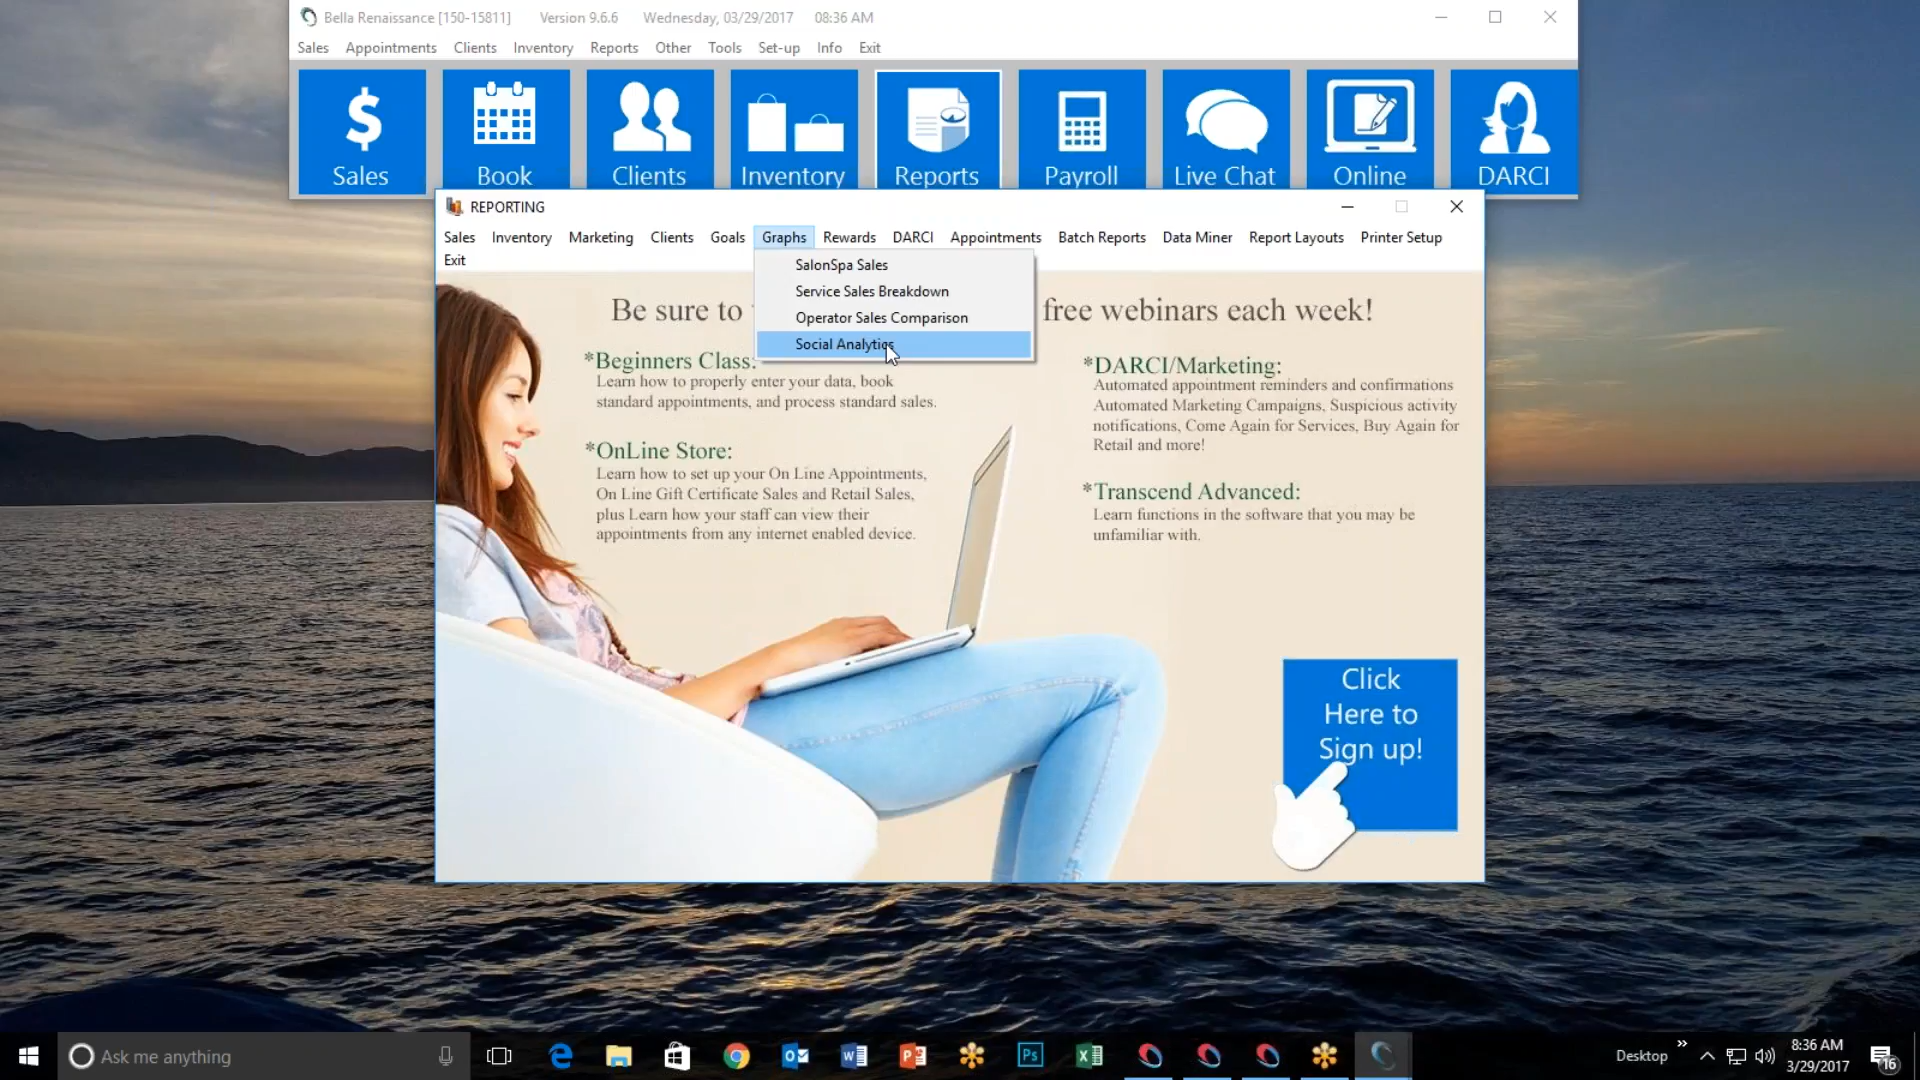 Bella Renaissance [150-15811] Version 9.6.6 Wednesday, 03/29/2017 08:36 AM
Sales Appointments Clients Inventory Reports Other Tools Set-up Info Exit
Sales Book Clients Inventory Reports Payroll Live Chat Online DARCI
REPORTING
Sales Inventory Marketing Clients Goals Graphs Rewards DARCI Appointments Batch Reports Data Miner Report Layouts Printer Setup
Exit
SalonSpa Sales
Service Sales Breakdown
Operator Sales Comparison
Social Analytics
Be sure to free webinars each week!
*Beginners Class:
Learn how to properly enter your data, book
standard appointments, and process standard sales.
*OnLine Store:
Learn how to set up your On Line Appointments,
On Line Gift Certificate Sales and Retail Sales,
plus Learn how your staff can view their
appointments from any internet enabled device.
*DARCI/Marketing:
Automated appointment reminders and confirmations
Automated Marketing Campaigns, Suspicious activity
notifications, Come Again for Services, Buy Again for
Retail and more!
*Transcend Advanced:
Learn functions in the software that you may be
unfamiliar with.
Click
Here to
Sign up!
Ask me anything
Ps
Desktop
8:36 AM
3/29/2017
16